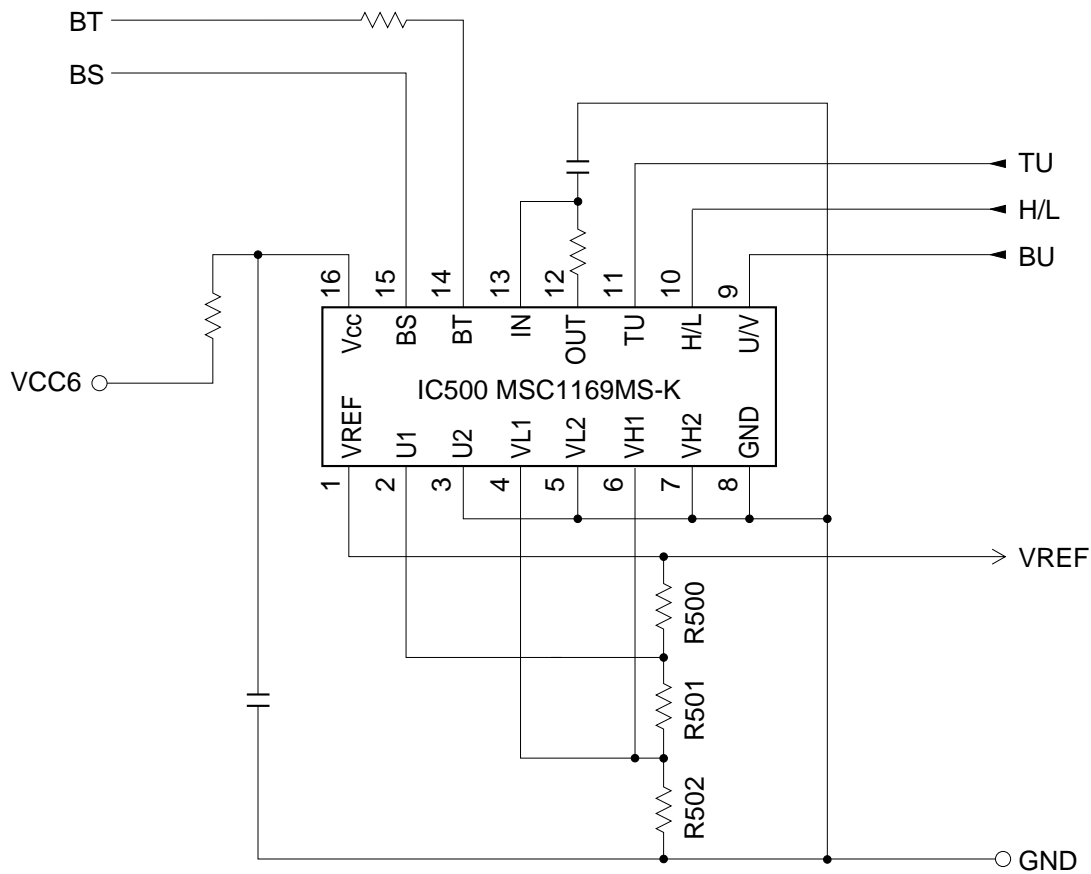 BT
BS
TU
H/L
BU
16 15 14 13 12 11 10 9
Vcc BS BT IN OUT TU H/L U/V
VCC6
IC500 MSC1169MS-K
VREF U1 U2 VL1 VL2 VH1 VH2 GND
1 2 3 4 5 6 7 8
VREF
R500
R501
R502
GND